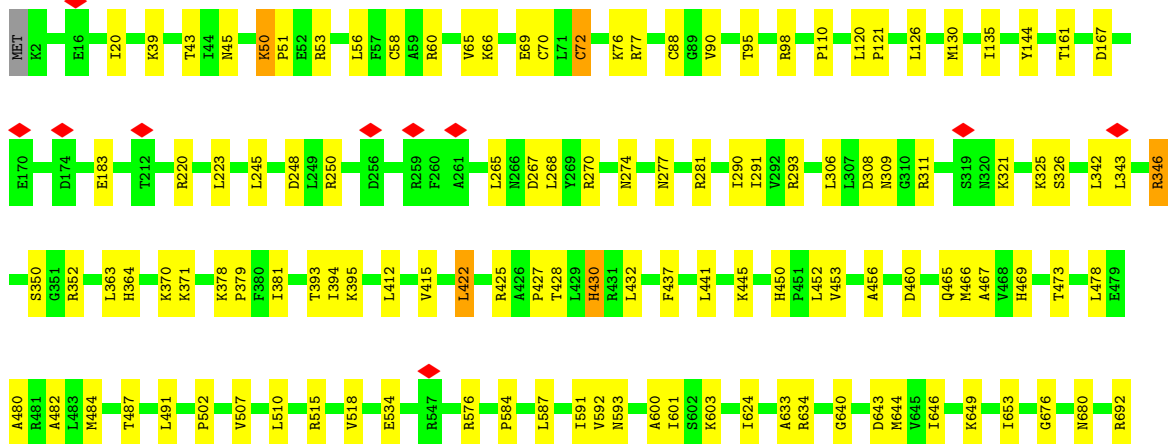 MET K2 E16 I20 K39 T43 I44 N45 K50 P51 E52 R53 L56 F57 C58 A59 R60 V65 K66 E69 C70 L71 C72 K76 R77 C88 G89 V90 T95 R98 P110 L120 P121 L126 M130 I135 Y144 T161 D167
E170 D174 E183 T212 R220 L223 L245 D248 L249 R250 D256 R259 F260 A261 L265 N266 D267 L268 Y269 R270 N274 N277 R281 I290 I291 V292 R293 L306 L307 D308 N309 G310 R311 S319 N320 K321 K325 S326 L342 L343 R346
S350 G351 R352 L363 H364 K370 K371 K378 P379 F380 I381 T393 I394 K395 L412 V415 L422 R425 A426 P427 T428 L429 H430 R431 L432 F437 L441 K445 H450 P451 L452 V453 A456 D460 Q465 M466 A467 V468 H469 T473 L478 E479
A480 R481 A482 L483 M484 T487 L491 P502 V507 L510 R515 V518 E534 R547 R576 P584 L587 I591 V592 N593 A600 I601 S602 K603 I624 A633 R634 G640 D643 M644 V645 I646 K649 I653 G676 N680 R692